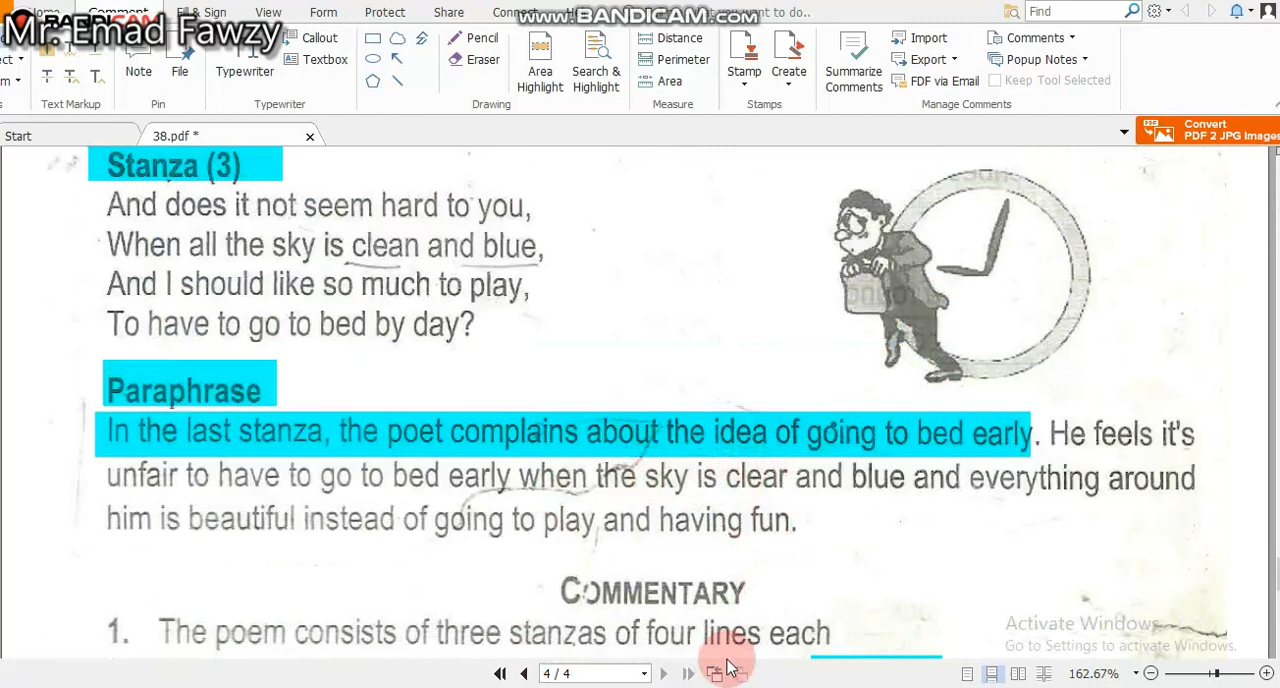 Comment
& Sign
View
Form
Protect
Share
Help
to do..
Find
BANDICAM
www.BANDICAM.com
Mr. Emad Fawzy
Note
File
Typewriter
Callout
Textbox
Pencil
Eraser
Area Highlight
Search & Highlight
Distance
Perimeter
Area
Stamp
Create
Summarize Comments
Import
Export
FDF via Email
Comments
Popup Notes
Keep Tool Selected
Text Markup
Pin
Typewriter
Drawing
Measure
Stamps
Manage Comments
Start
38.pdf *
Convert
PDF 2 JPG Images
Stanza (3)
And does it not seem hard to you,
When all the sky is clean and blue,
And I should like so much to play,
To have to go to bed by day?
Paraphrase
In the last stanza, the poet complains about the idea of going to bed early. He feels it's
unfair to have to go to bed early when the sky is clear and blue and everything around
him is beautiful instead of going to play and having fun.
COMMENTARY
1. The poem consists of three stanzas of four lines each
Activate Windows
Go to Settings to activate Windows.
4 / 4
162.67%